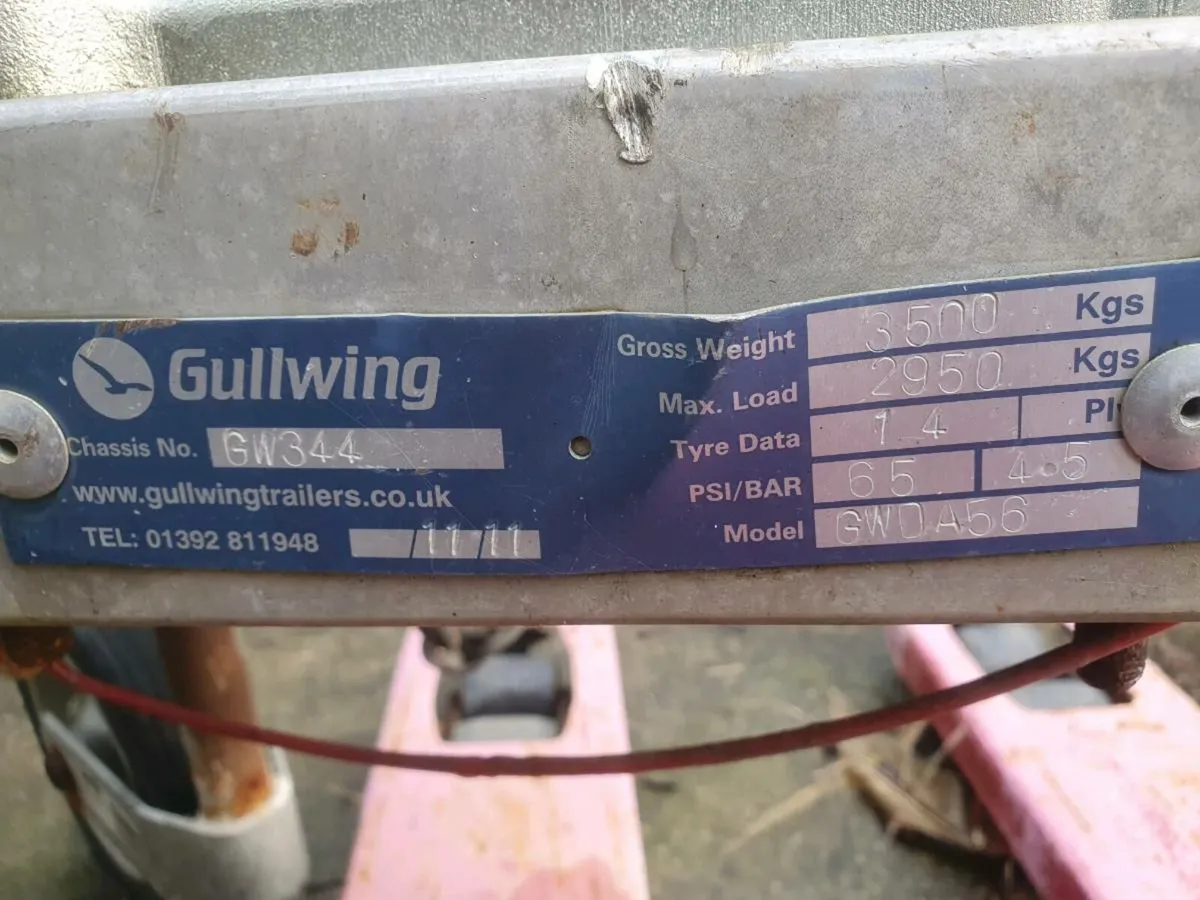 Gullwing
Chassis No. GW344
www.gullwingtrailers.co.uk
TEL: 01392 811948
11 11
Gross Weight 3500 Kgs
Max. Load 2950 Kgs
Tyre Data 14
PSI/BAR 65 4.5
Model GWDA56